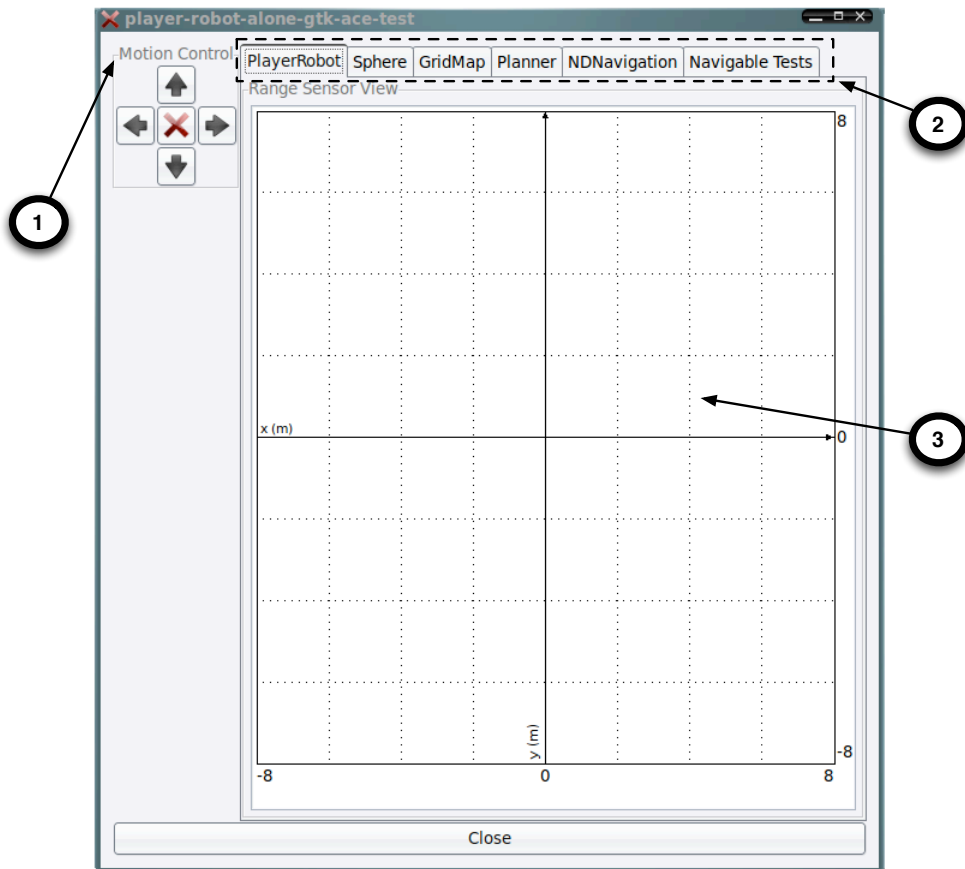 player-robot-alone-gtk-ace-test
Motion Control
PlayerRobot Sphere GridMap Planner NDNavigation Navigable Tests
Range Sensor View
8
2
1
x (m)
0
3
y (m)
-8
-8 0 8
Close